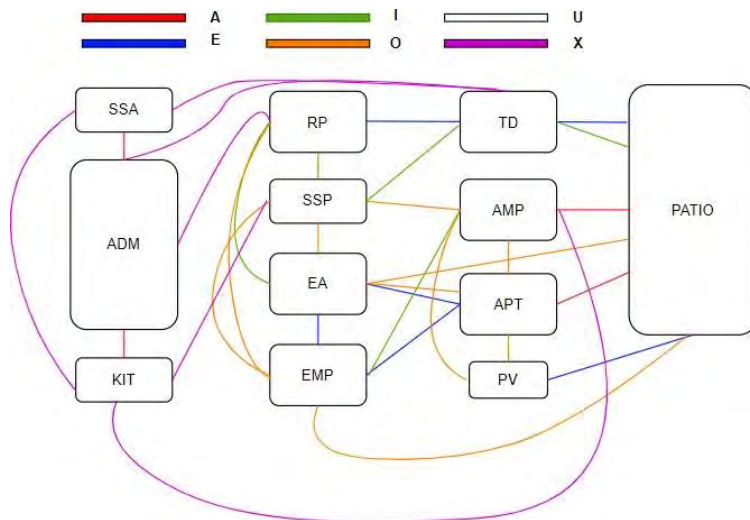 A I U
E O X
SSA RP TD
ADM SSP AMP PATIO
EA APT
KIT EMP PV